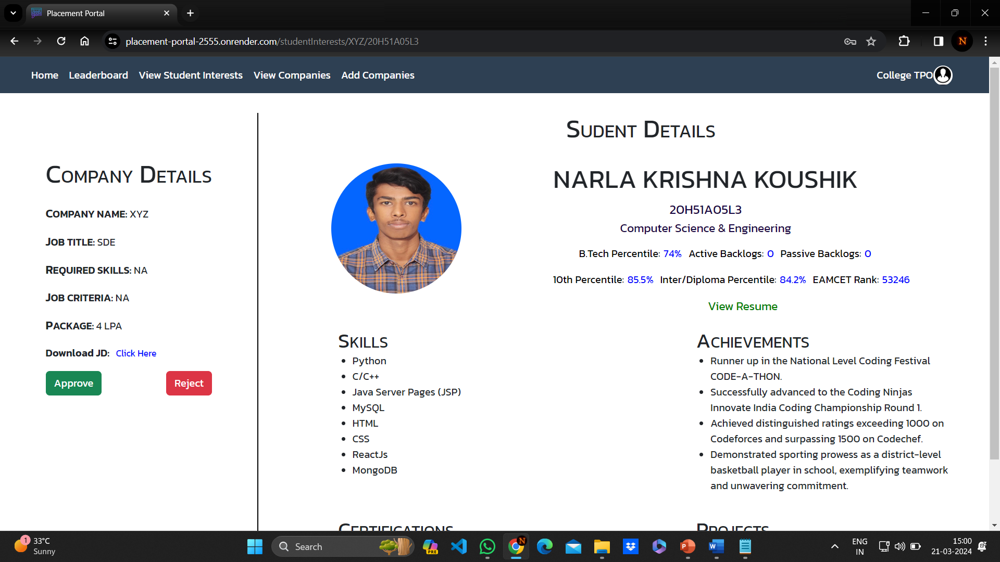 Placement Portal
placement-portal-2555.onrender.com/studentInterests/XYZ/20H51A05L3
N
Home Leaderboard View Student Interests View Companies Add Companies College TPO
COMPANY DETAILS
COMPANY NAME: XYZ
JOB TITLE: SDE
REQUIRED SKILLS: NA
JOB CRITERIA: NA
PACKAGE: 4 LPA
Download JD: Click Here
Approve Reject
SUDENT DETAILS
NARLA KRISHNA KOUSHIK
20H51A05L3
Computer Science & Engineering
B.Tech Percentile: 74% Active Backlogs: 0 Passive Backlogs: 0
10th Percentile: 85.5% Inter/Diploma Percentile: 84.2% EAMCET Rank: 53246
View Resume
SKILLS
Python
C/C++
Java Server Pages (JSP)
MySQL
HTML
CSS
ReactJs
MongoDB
ACHIEVEMENTS
Runner up in the National Level Coding Festival
CODE-A-THON.
Successfully advanced to the Coding Ninjas
Innovate India Coding Championship Round 1.
Achieved distinguished ratings exceeding 1000 on
Codeforces and surpassing 1500 on Codechef.
Demonstrated sporting prowess as a district-level
basketball player in school, exemplifying teamwork
and unwavering commitment.
CERTIFICATIONS
PROJECTS
1
33°C
Sunny
Search
PRE
N
P
W
ENG
IN
15:00
21-03-2024